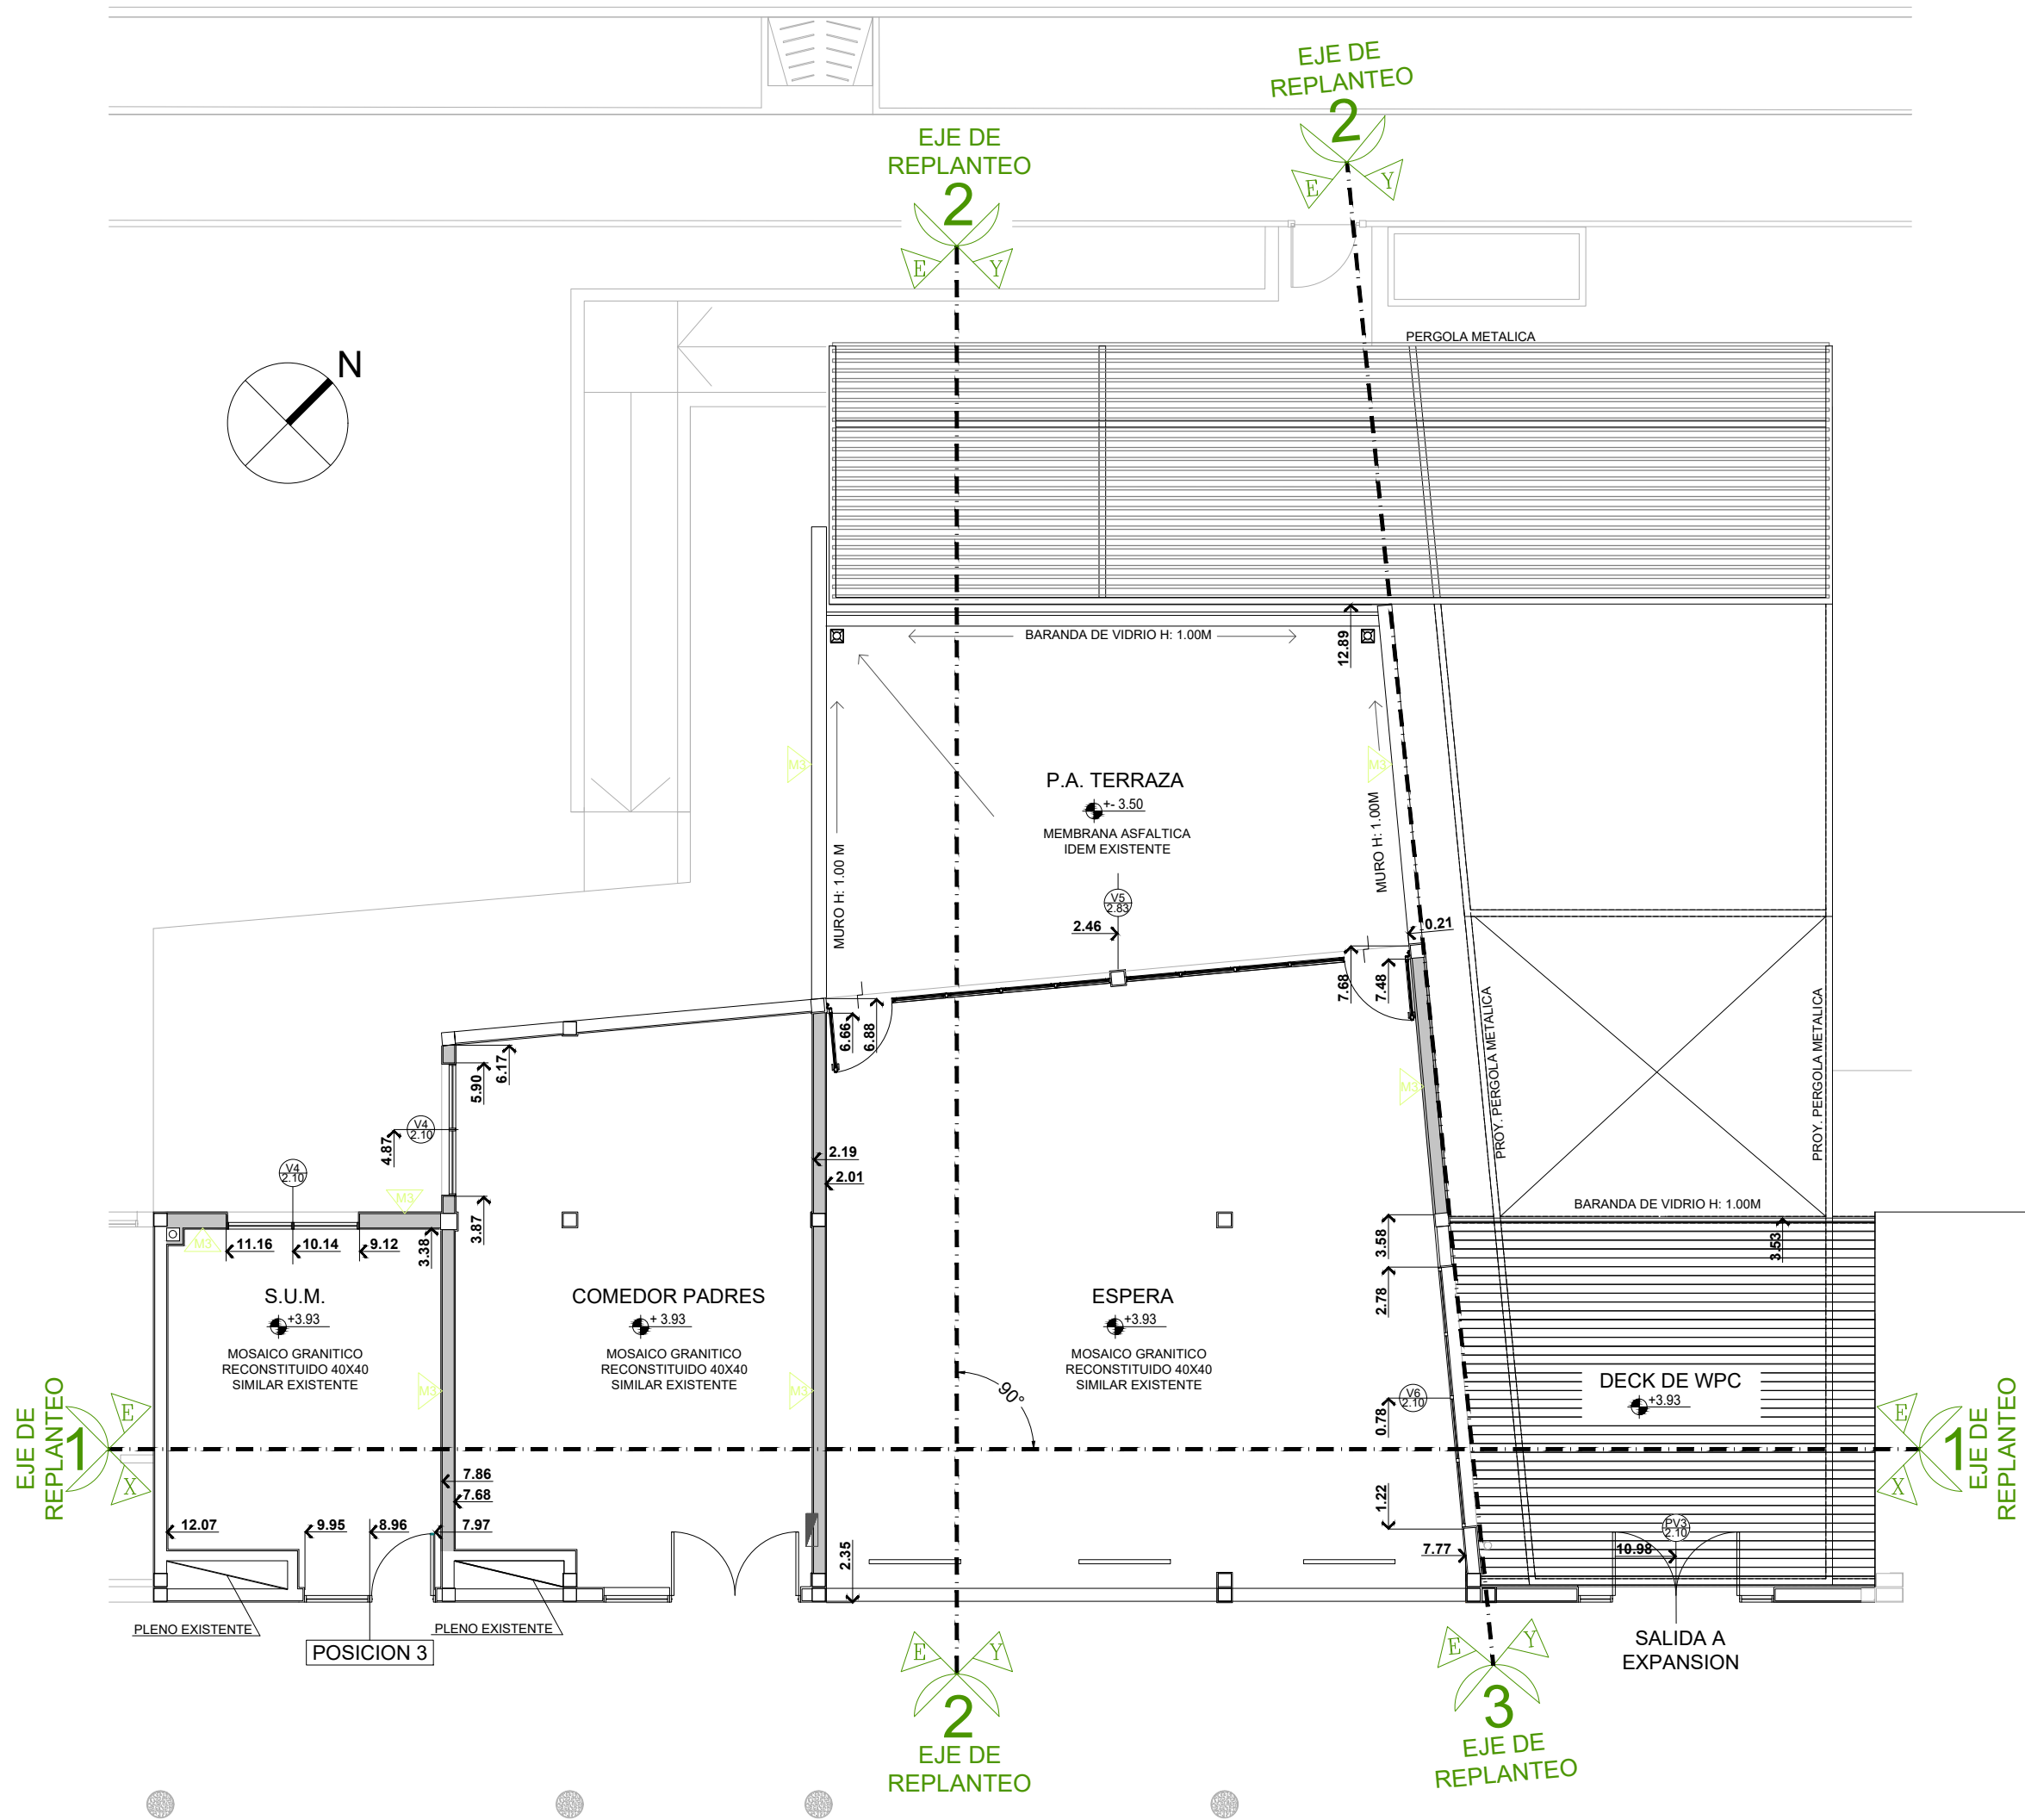 EJE DE
REPLANTEO
2
E
Y
EJE DE
REPLANTEO
2
E
Y
N
PERGOLA METALICA
BARANDA DE VIDRIO H: 1.00M
12.89
M3
M3
P.A. TERRAZA
+- 3.50
MEMBRANA ASFALTICA
IDEM EXISTENTE
MURO H: 1.00 M
MURO H: 1.00M
V5
2.83
2.46
0.21
7.68
7.48
6.66
6.88
6.17
5.90
V4
2.10
4.87
M3
PROY. PERGOLA METALICA
PROY. PERGOLA METALICA
2.19
2.01
V4
2.10
M3
M3
3.87
3.38
11.16
10.14
9.12
BARANDA DE VIDRIO H: 1.00M
3.58
3.53
2.78
S.U.M.
+3.93
MOSAICO GRANITICO
RECONSTITUIDO 40X40
SIMILAR EXISTENTE
COMEDOR PADRES
+ 3.93
MOSAICO GRANITICO
RECONSTITUIDO 40X40
SIMILAR EXISTENTE
ESPERA
+3.93
MOSAICO GRANITICO
RECONSTITUIDO 40X40
SIMILAR EXISTENTE
M3
M3
90°
V6
2.10
0.78
DECK DE WPC
+3.93
EJE DE
REPLANTEO
1
E
X
E
X
1
EJE DE
REPLANTEO
7.86
7.68
12.07
9.95
8.96
7.97
2.35
1.22
7.77
PV3
2.10
10.98
PLENO EXISTENTE
PLENO EXISTENTE
POSICION 3
SALIDA A
EXPANSION
E
Y
2
EJE DE
REPLANTEO
E
Y
3
EJE DE
REPLANTEO